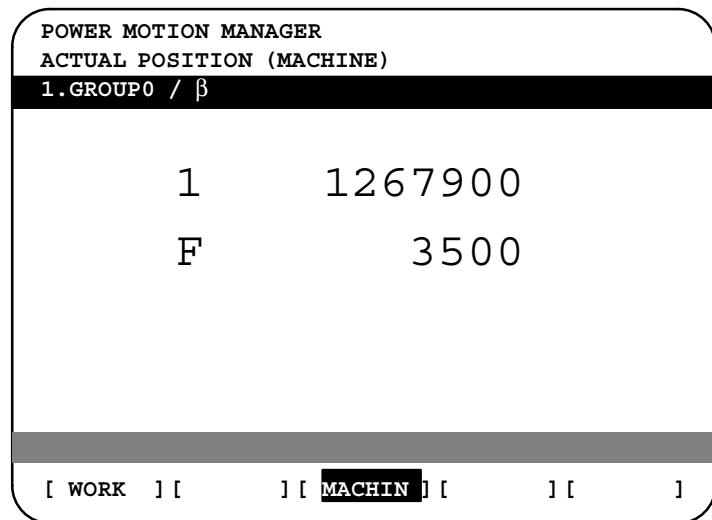 POWER MOTION MANAGER
ACTUAL POSITION (MACHINE)
1.GROUP0 / β
1 1267900
F 3500
[ WORK ] [ ] [ MACHIN ] [ ] [ ]